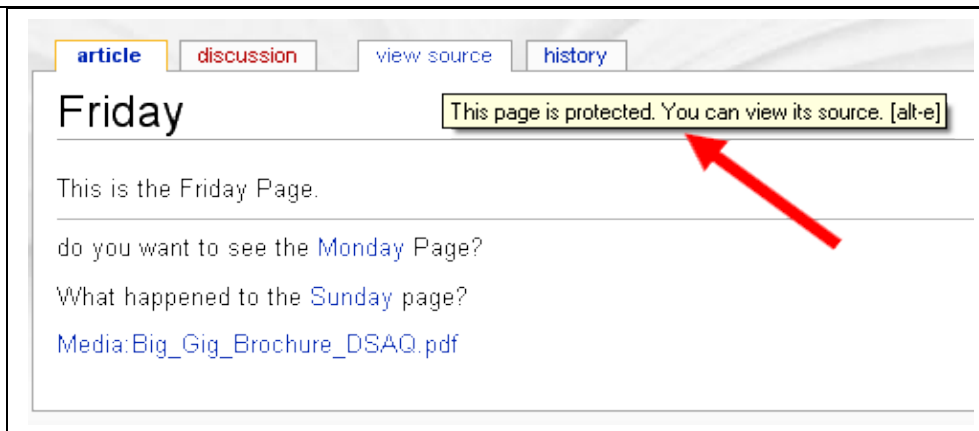 article discussion view source history
Friday
This page is protected. You can view its source. [alt-e]
This is the Friday Page.
do you want to see the Monday Page?
What happened to the Sunday page?
Media:Big_Gig_Brochure_DSAQ.pdf